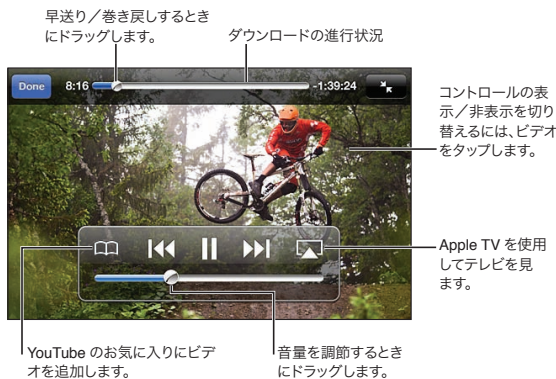 早送り／巻き戻しするとき
にドラッグします。
ダウンロードの進行状況
Done
8:16
-1:39:24
コントロールの表
示／非表示を切り
替えるには、ビデオ
をタップします。
Apple TV を使用
してテレビを見
ます。
YouTube のお気に入りにビデ
オを追加します。
音量を調節するとき
にドラッグします。